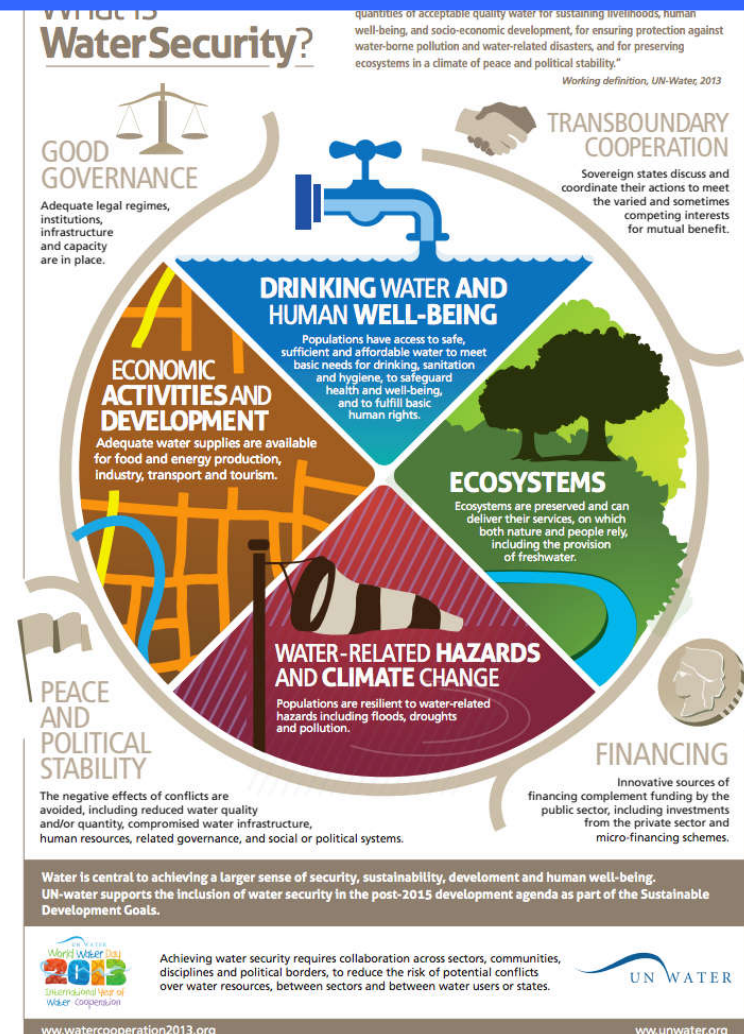 What is
Water Security?
quantities of acceptable quality water for sustaining livelihoods, human
well-being, and socio-economic development, for ensuring protection against
water-borne pollution and water-related disasters, and for preserving
ecosystems in a climate of peace and political stability."
Working definition, UN-Water, 2013
GOOD
GOVERNANCE
Adequate legal regimes,
institutions,
infrastructure
and capacity
are in place.
TRANSBOUNDARY
COOPERATION
Sovereign states discuss and
coordinate their actions to meet
the varied and sometimes
competing interests
for mutual benefit.
DRINKING WATER AND
HUMAN WELL-BEING
Populations have access to safe,
sufficient and affordable water to meet
basic needs for drinking, sanitation
and hygiene, to safeguard
health and well-being,
and to fulfill basic
human rights.
ECONOMIC
ACTIVITIES AND
DEVELOPMENT
Adequate water supplies are available
for food and energy production,
industry, transport and tourism.
ECOSYSTEMS
Ecosystems are preserved and can
deliver their services, on which
both nature and people rely,
including the provision
of freshwater.
WATER-RELATED HAZARDS
AND CLIMATE CHANGE
Populations are resilient to water-related
hazards including floods, droughts
and pollution.
PEACE
AND
POLITICAL
STABILITY
The negative effects of conflicts are
avoided, including reduced water quality
and/or quantity, compromised water infrastructure,
human resources, related governance, and social or political systems.
FINANCING
Innovative sources of
financing complement funding by the
public sector, including investments
from the private sector and
micro-financing schemes.
Water is central to achieving a larger sense of security, sustainability, develoment and human well-being.
UN-water supports the inclusion of water security in the post-2015 development agenda as part of the Sustainable
Development Goals.
UN WATER
World Water Day
2013
International Year of
Water Cooperation
Achieving water security requires collaboration across sectors, communities,
disciplines and political borders, to reduce the risk of potential conflicts
over water resources, between sectors and between water users or states.
UN WATER
ww.watercooperation2013.org
ww.unwater.org